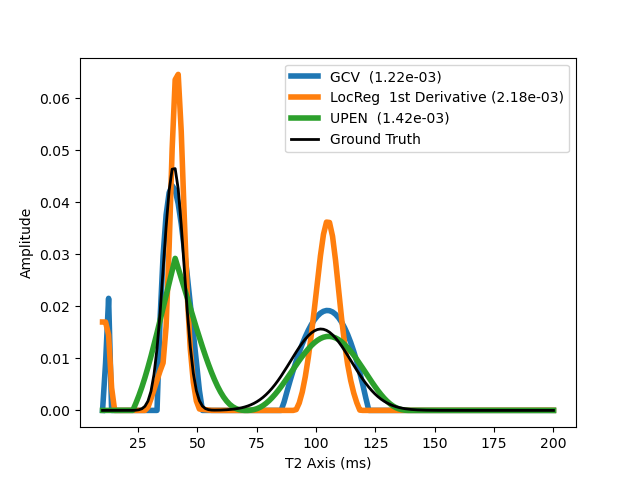 GCV  (1.22e-03)
LocReg  1st Derivative (2.18e-03)
UPEN  (1.42e-03)
Ground Truth
0.06
0.05
0.04
0.03
0.02
0.01
0.00
Amplitude
25 50 75 100 125 150 175 200
T2 Axis (ms)